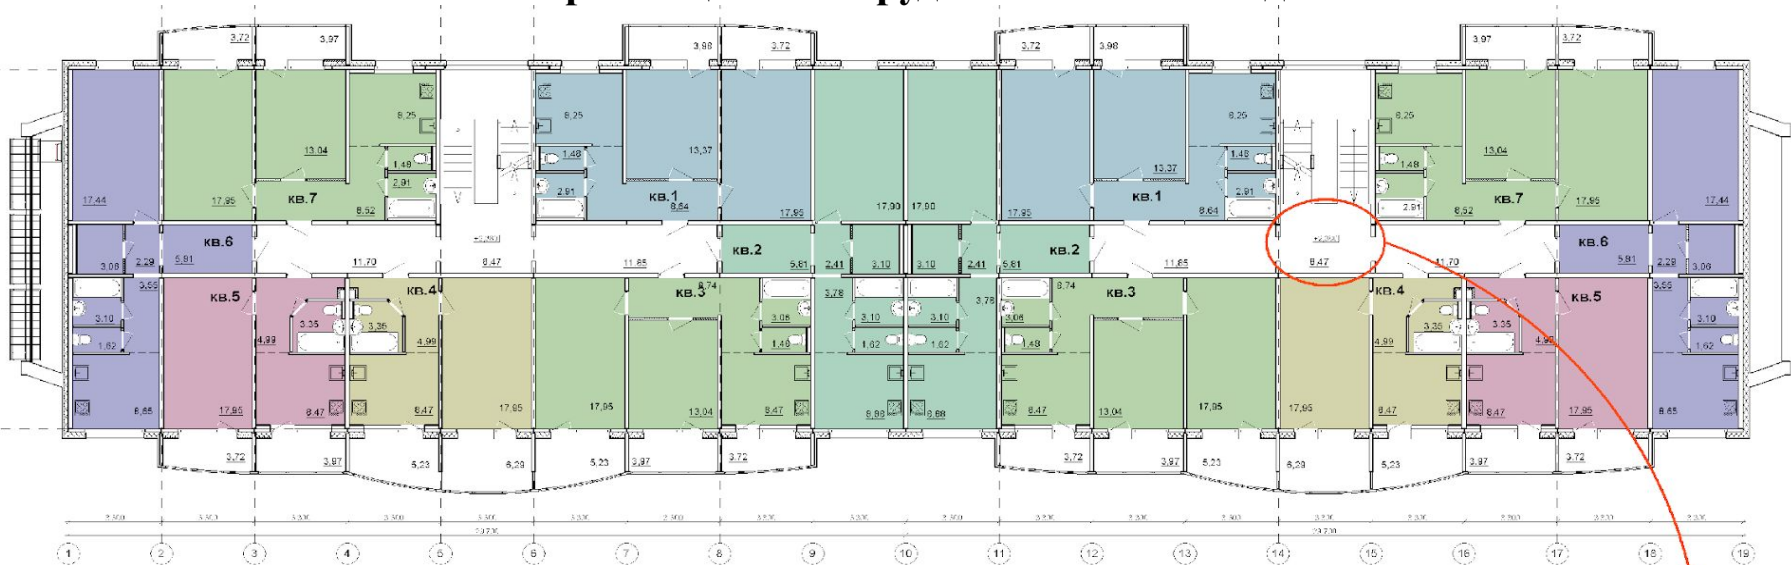 3,72 3,97 3,98 3,72 3,72 3,98 3,97 3,72
8,25 8,25 8,25 8,25
13,04 1,48 1,48 13,37 13,37 1,48 1,48 13,04
17,44 17,95 кв.7 2,91 2,91 кв.1 17,90 17,90 кв.1 2,91 2,91 кв.7 17,95 17,44
8,52 8,64 17,95 17,95 8,64 8,52
кв.6 кв.2 кв.2 кв.6
3,06 2,29 5,91 11,70 8,47 11,85 5,81 2,41 3,10 3,10 2,41 5,81 11,85 8,47 11,70 5,91 2,29 3,06
3,55 кв.5 кв.4 кв.3 8,74 3,78 3,78 8,74 кв.3 кв.4 кв.5 3,55
3,10 3,35 3,35 3,06 3,10 3,10 3,06 3,35 3,35 3,10
1,62 4,99 4,99 1,48 1,62 1,62 1,48 4,99 4,99 1,62
8,65 17,95 8,47 8,47 17,95 17,95 13,04 8,47 8,88 8,88 8,47 13,04 17,95 17,95 8,47 8,47 17,95 8,65
3,72 3,97 5,23 6,29 5,23 3,97 3,72 3,72 3,97 5,23 6,29 5,23 3,97 3,72
1 2 3 4 5 6 7 8 9 10 11 12 13 14 15 16 17 18 19